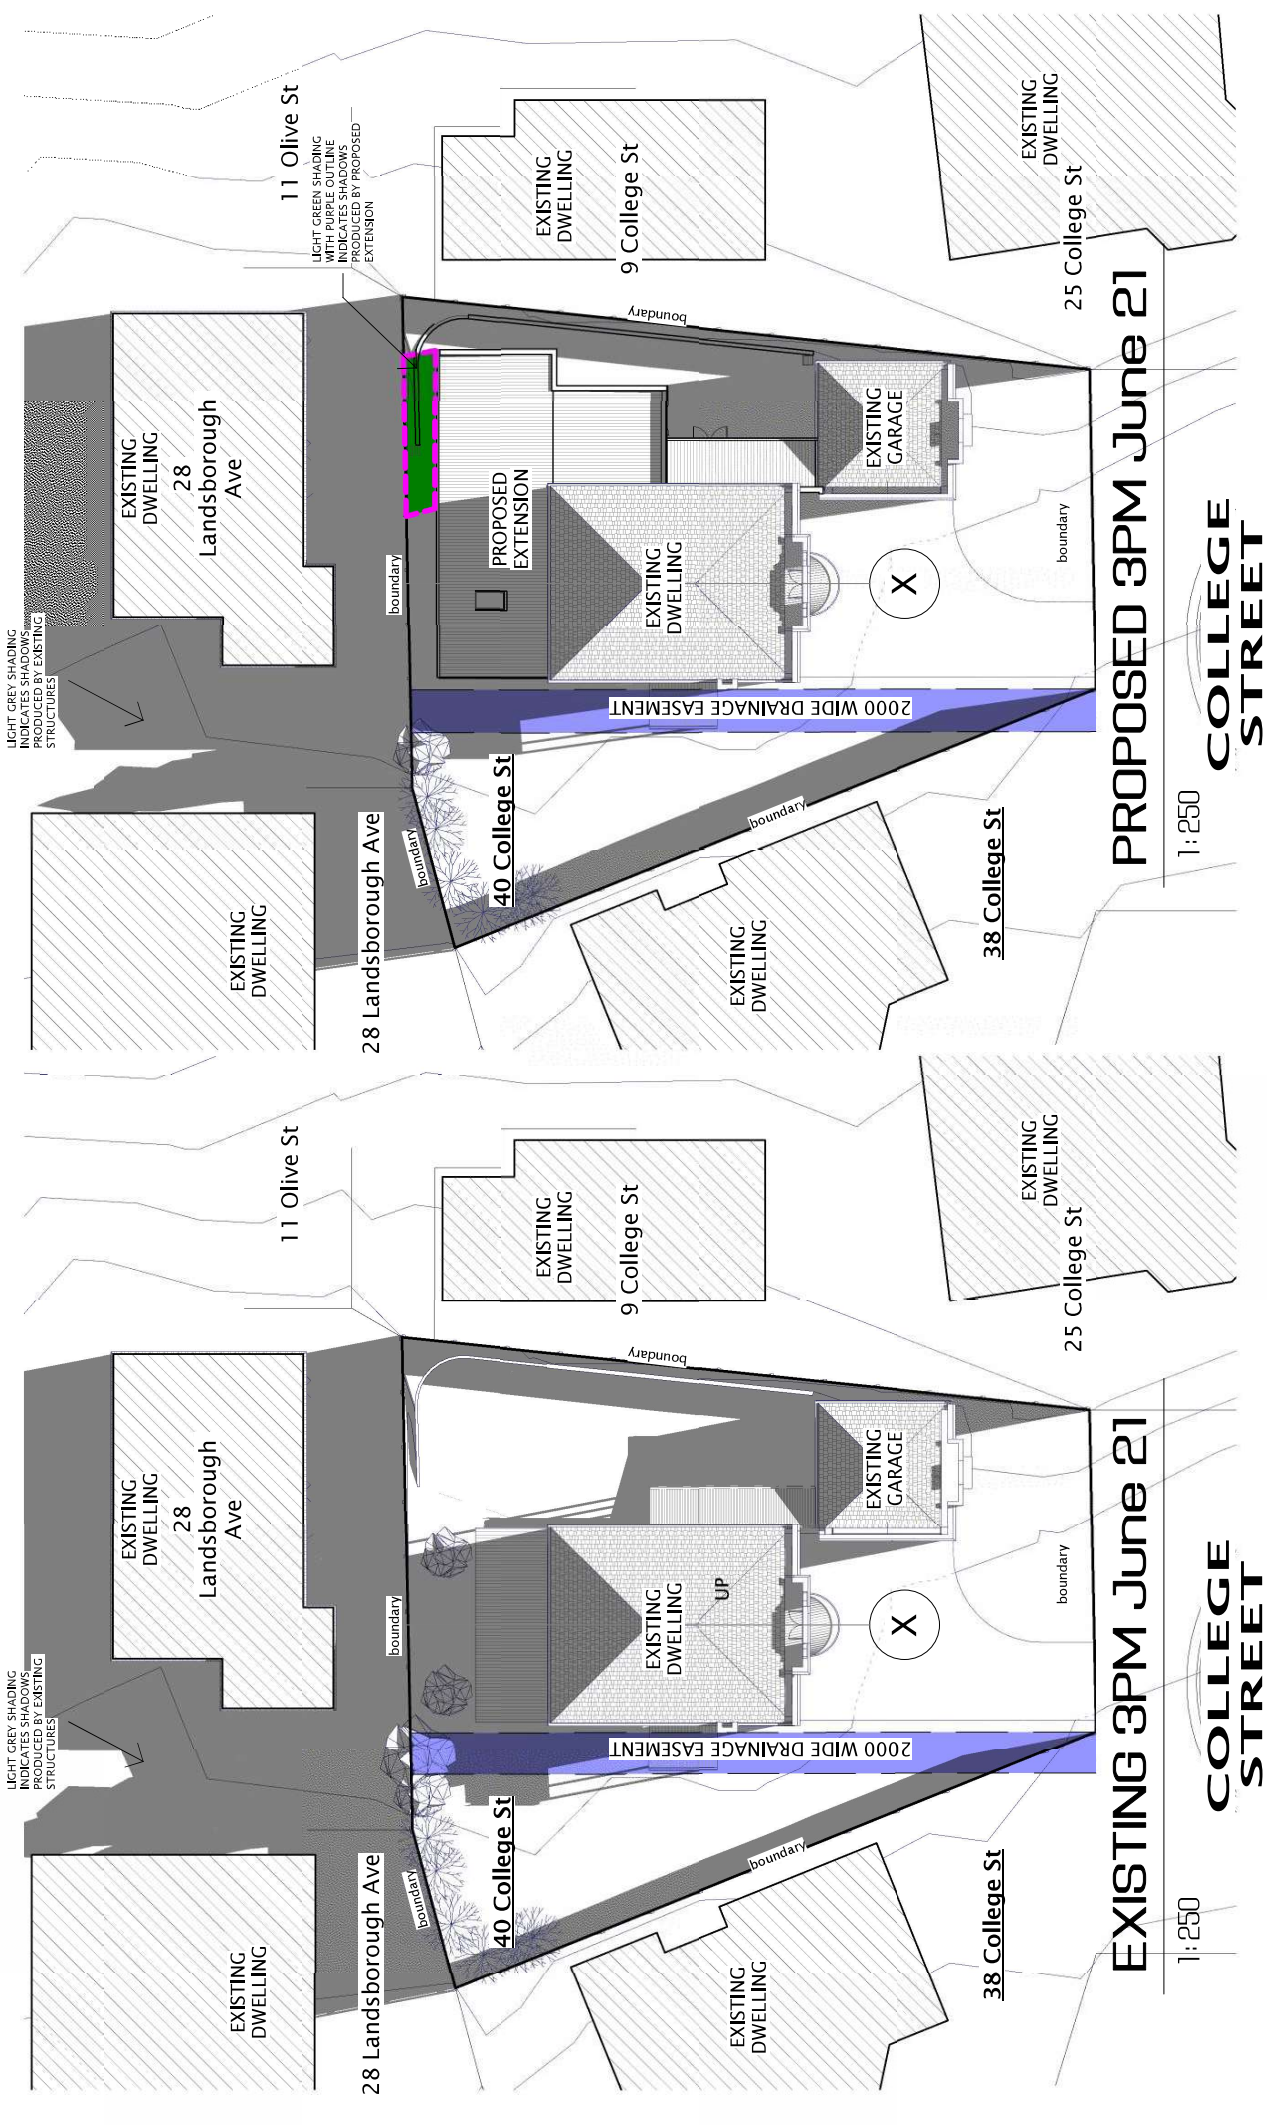 EXISTING 3PM June 21
1:250
COLLEGE
STREET
LIGHT GREY SHADING
INDICATES SHADOWS
PRODUCED BY EXISTING
STRUCTURES
EXISTING
DWELLING
28 Landsborough Ave
EXISTING
DWELLING
28
Landsborough
Ave
11 Olive St
boundary
boundary
40 College St
EXISTING
DWELLING
UP
2000 WIDE DRAINAGE EASEMENT
boundary
EXISTING
DWELLING
9 College St
EXISTING
GARAGE
X
boundary
EXISTING
DWELLING
boundary
38 College St
EXISTING
DWELLING
25 College St
PROPOSED 3PM June 21
1:250
COLLEGE
STREET
LIGHT GREY SHADING
INDICATES SHADOWS
PRODUCED BY EXISTING
STRUCTURES
EXISTING
DWELLING
28 Landsborough Ave
EXISTING
DWELLING
28
Landsborough
Ave
11 Olive St
LIGHT GREEN SHADING
WITH PURPLE OUTLINE
INDICATES SHADOWS
PRODUCED BY PROPOSED
EXTENSION
boundary
boundary
40 College St
PROPOSED
EXTENSION
EXISTING
DWELLING
2000 WIDE DRAINAGE EASEMENT
boundary
EXISTING
DWELLING
9 College St
EXISTING
GARAGE
X
boundary
EXISTING
DWELLING
boundary
38 College St
EXISTING
DWELLING
25 College St